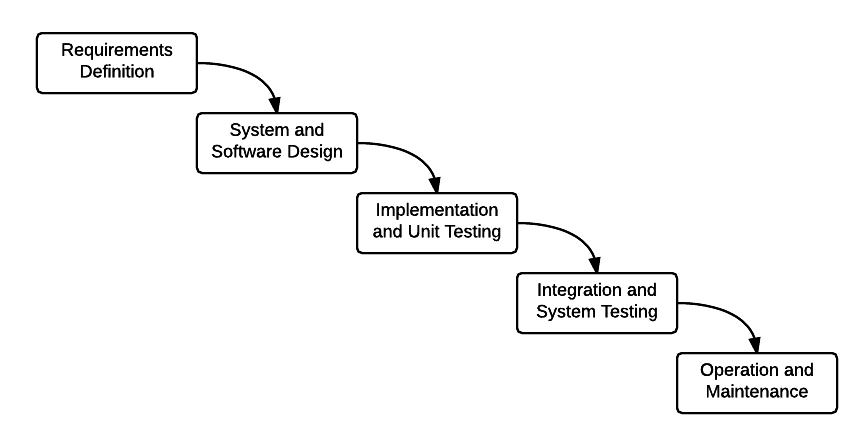 Requirements
Definition
System and
Software Design
Implementation
and Unit Testing
Integration and
System Testing
Operation and
Maintenance